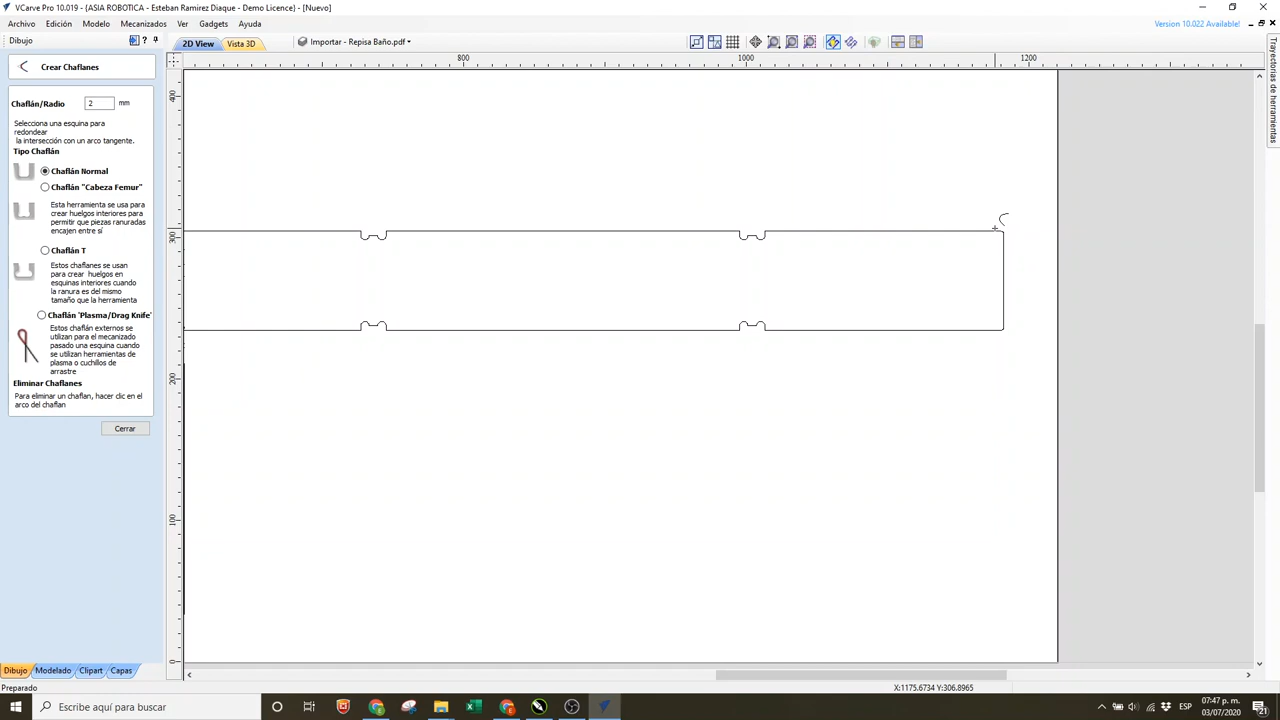 VCarve Pro 10.019 - {ASIA ROBOTICA - Esteban Ramirez Diaque - Demo Licence} - [Nuevo]
Archivo Edición Modelo Mecanizados Ver Gadgets Ayuda
Version 10.022 Available!
Dibujo
2D View
Vista 3D
Importar - Repisa Baño.pdf
Crear Chaflanes
Chaflán/Radio 2 mm
Selecciona una esquina para
redondear
la intersección con un arco tangente.
Tipo Chaflán
Chaflán Normal
Chaflán "Cabeza Femur"
Esta herramienta se usa para
crear huelgos interiores para
permitir que piezas ranuradas
encajen entre sí
Chaflán T
Estos chaflanes se usan
para crear huelgos en
esquinas interiores cuando
la ranura es del mismo
tamaño que la herramienta
Chaflán 'Plasma/Drag Knife'
Estos chaflán externos se
utilizan para el mecanizado
pasado una esquina cuando
se utilizan herramientas de
plasma o cuchillos de
arrastre
Eliminar Chaflanes
Para eliminar un chaflan, hacer clic en el
arco del chaflan
Cerrar
800 1000 1200
400
300
200
100
0
Trayectorias de herramientas
Dibujo Modelado Clipart Capas
Preparado
X:1175.6734 Y:306.8965
Escribe aquí para buscar
ESP
07:47 p. m.
03/07/2020
21